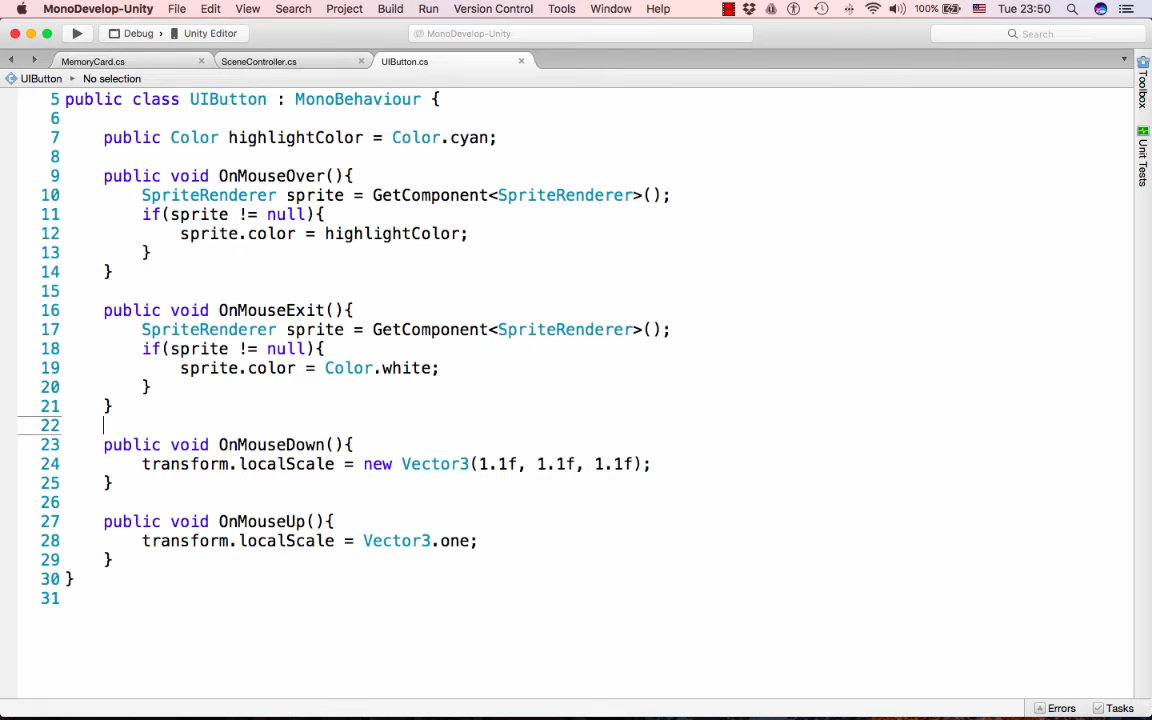 MonoDevelop-Unity File Edit View Search Project Build Run Version Control Tools Window Help 100% Tue 23:50
Debug › Unity Editor MonoDevelop-Unity Search
MemoryCard.cs SceneController.cs UIButton.cs
UIButton No selection
5 public class UIButton : MonoBehaviour {
6
7 public Color highlightColor = Color.cyan;
8
9 public void OnMouseOver(){
10 SpriteRenderer sprite = GetComponent<SpriteRenderer>();
11 if(sprite != null){
12 sprite.color = highlightColor;
13 }
14 }
15
16 public void OnMouseExit(){
17 SpriteRenderer sprite = GetComponent<SpriteRenderer>();
18 if(sprite != null){
19 sprite.color = Color.white;
20 }
21 }
22
23 public void OnMouseDown(){
24 transform.localScale = new Vector3(1.1f, 1.1f, 1.1f);
25 }
26
27 public void OnMouseUp(){
28 transform.localScale = Vector3.one;
29 }
30 }
31
Toolbox
Unit Tests
Errors Tasks